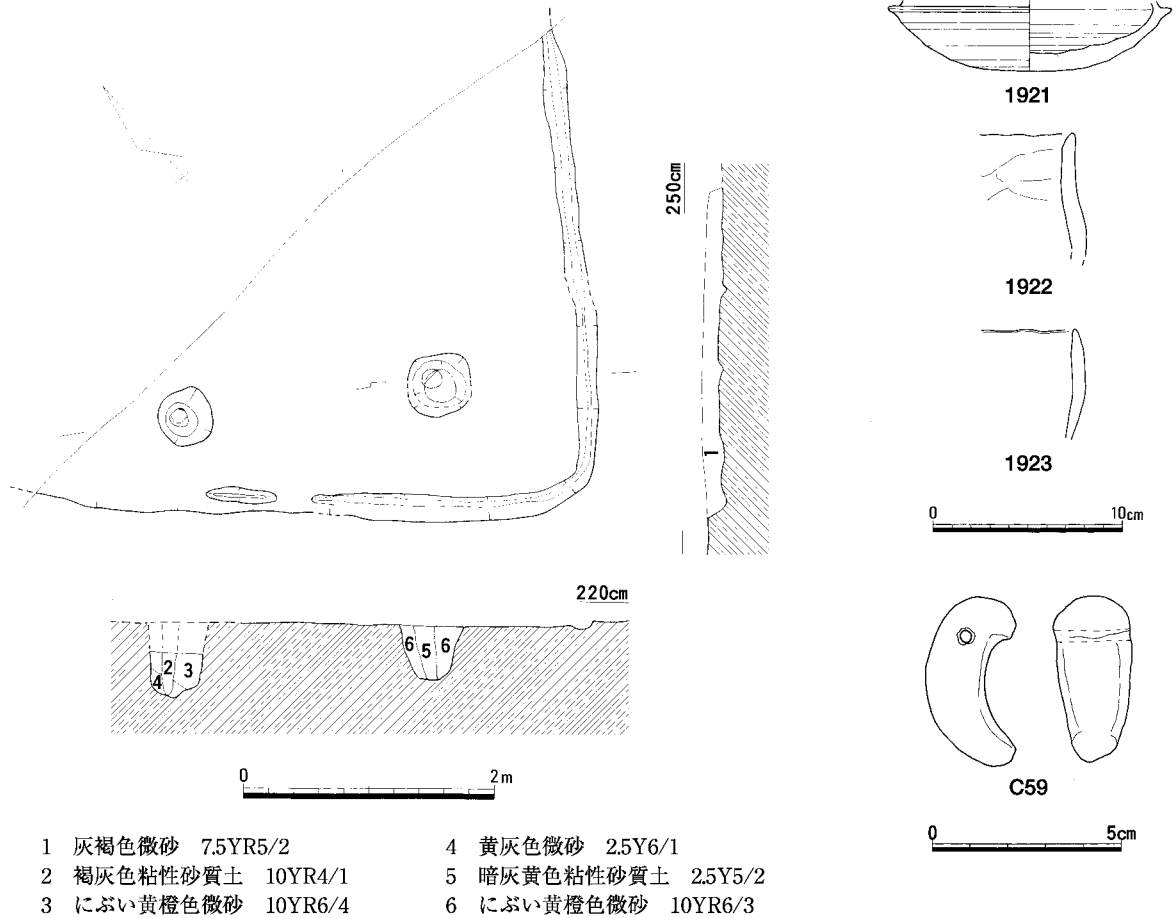 1921
250cm
1922
1
1923
0 10cm
220cm
6 5 6
2 3
4
C59
0 2m
0 5cm
1 灰褐色微砂 7.5YR5/2
2 褐灰色粘性砂質土 10YR4/1
3 にぶい黄橙色微砂 10YR6/4
4 黄灰色微砂 2.5Y6/1
5 暗灰黄色粘性砂質土 2.5Y5/2
6 にぶい黄橙色微砂 10YR6/3